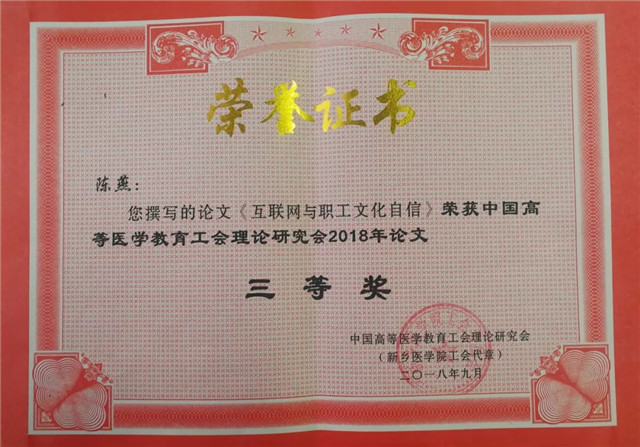 荣誉证书
陈燕：
您撰写的论文《互联网与职工文化自信》荣获中国高
等医学教育工会理论研究会2018年论文
三等奖
中国高等医学教育工会理论研究会
（新乡医学院工会代章）
二〇一八年九月